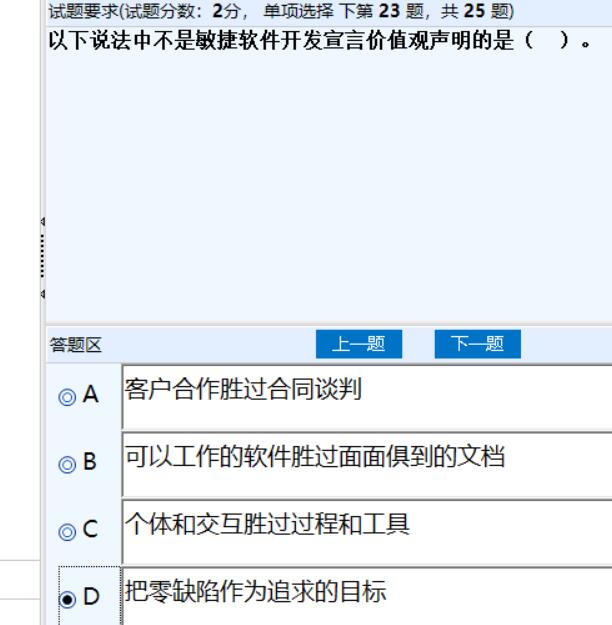 试题要求(试题分数：2分， 单项选择 下第 23 题，共 25 题)
以下说法中不是敏捷软件开发宣言价值观声明的是（ ）。
答题区 上一题 下一题
A 客户合作胜过合同谈判
B 可以工作的软件胜过面面俱到的文档
C 个体和交互胜过过程和工具
D 把零缺陷作为追求的目标